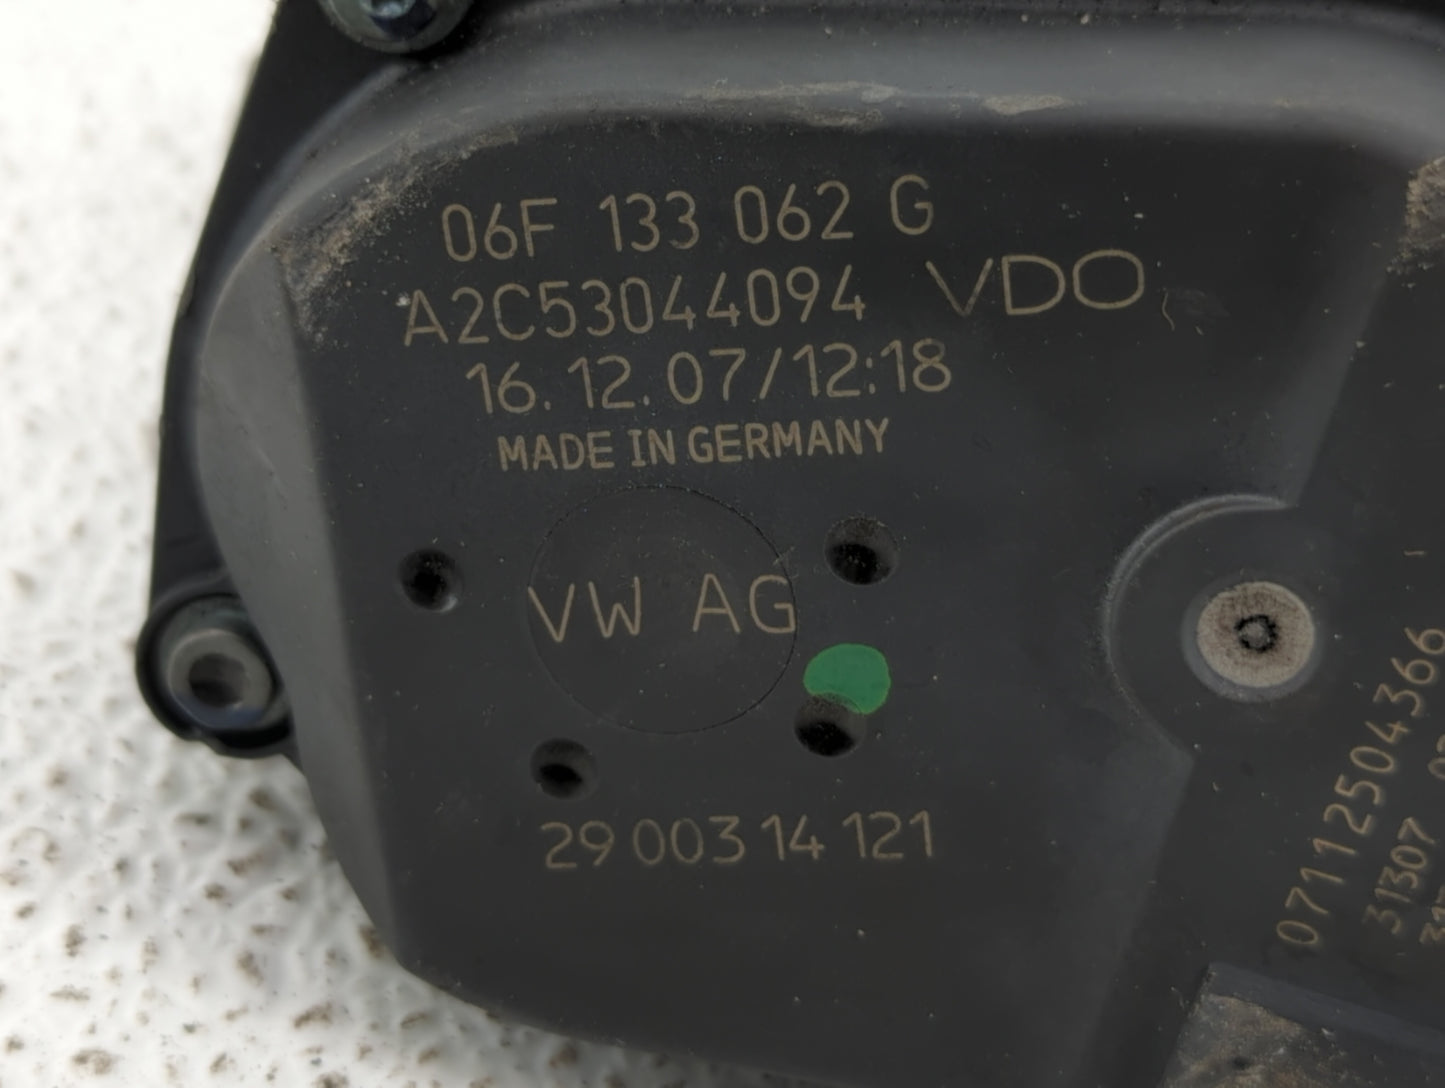 06F 133 062 G
A2C53044094 VDO
16.12.07/12:18
MADE IN GERMANY
VW AG
29 003 14 121
07112504366
31307